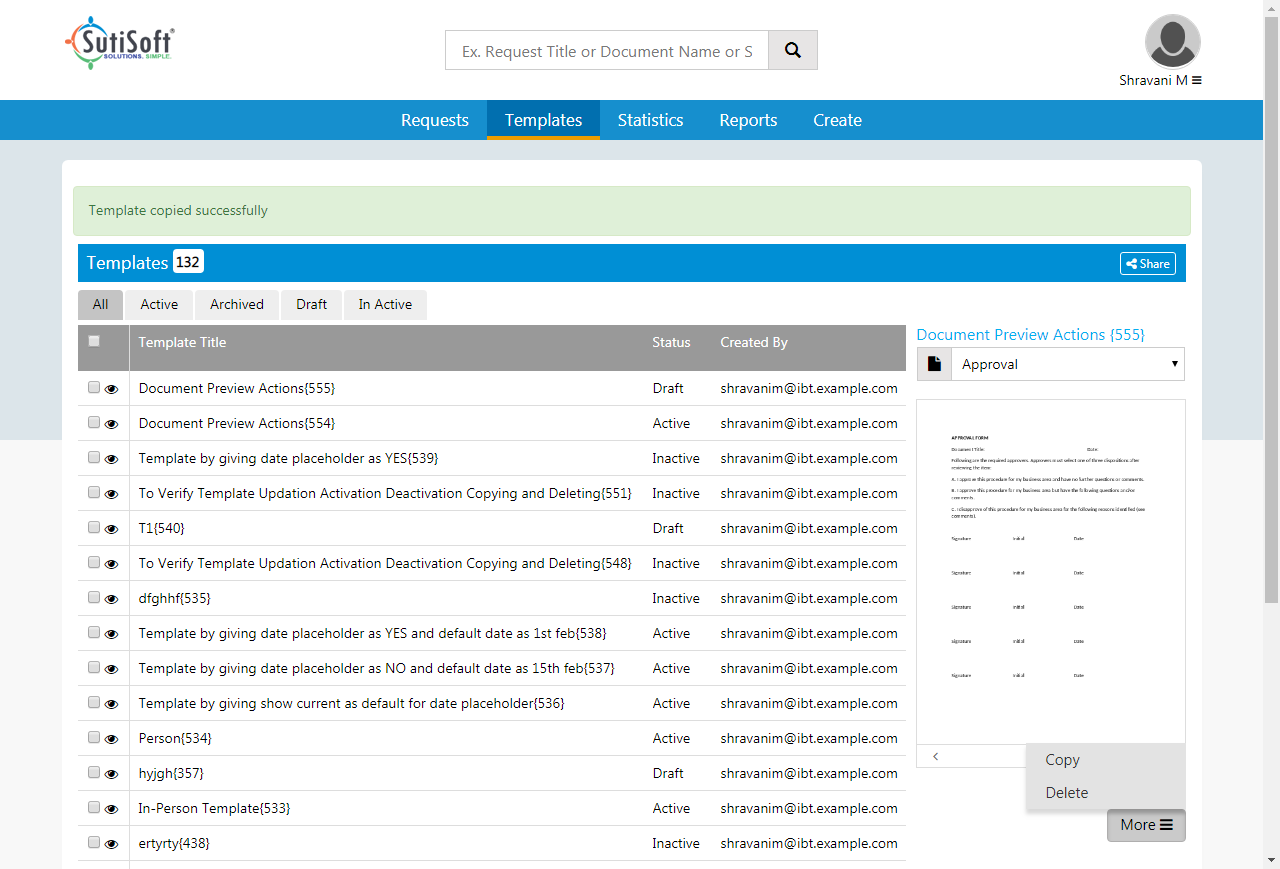 SutiSoft®
SOLUTIONS. SIMPLE.
Ex. Request Title or Document Name or S
Shravani M
Requests
Templates
Statistics
Reports
Create
Template copied successfully
Templates 132
Share
All
Active
Archived
Draft
In Active
Template Title Status Created By
Document Preview Actions{555} Draft shravanim@ibt.example.com
Document Preview Actions{554} Active shravanim@ibt.example.com
Template by giving date placeholder as YES{539} Inactive shravanim@ibt.example.com
To Verify Template Updation Activation Deactivation Copying and Deleting{551} Inactive shravanim@ibt.example.com
T1{540} Draft shravanim@ibt.example.com
To Verify Template Updation Activation Deactivation Copying and Deleting{548} Inactive shravanim@ibt.example.com
dfghhf{535} Inactive shravanim@ibt.example.com
Template by giving date placeholder as YES and default date as 1st feb{538} Active shravanim@ibt.example.com
Template by giving date placeholder as NO and default date as 15th feb{537} Active shravanim@ibt.example.com
Template by giving show current as default for date placeholder{536} Active shravanim@ibt.example.com
Person{534} Active shravanim@ibt.example.com
hyjgh{357} Draft shravanim@ibt.example.com
In-Person Template{533} Active shravanim@ibt.example.com
ertyrty{438} Inactive shravanim@ibt.example.com
Document Preview Actions {555}
Approval
APPROVAL FORM
Document Title: Date:
Following are the required approvers. Approvers must select one of three dispositions after
reviewing the item:
A. I approve this procedure for my business area and have no further questions or comments.
B. I approve this procedure for my business area but have the following questions and/or
comments.
C. I disapprove of this procedure for my business area for the following reasons identified (see
comments).
Signature Initial Date
Signature Initial Date
Signature Initial Date
Signature Initial Date
Signature Initial Date
Copy
Delete
More